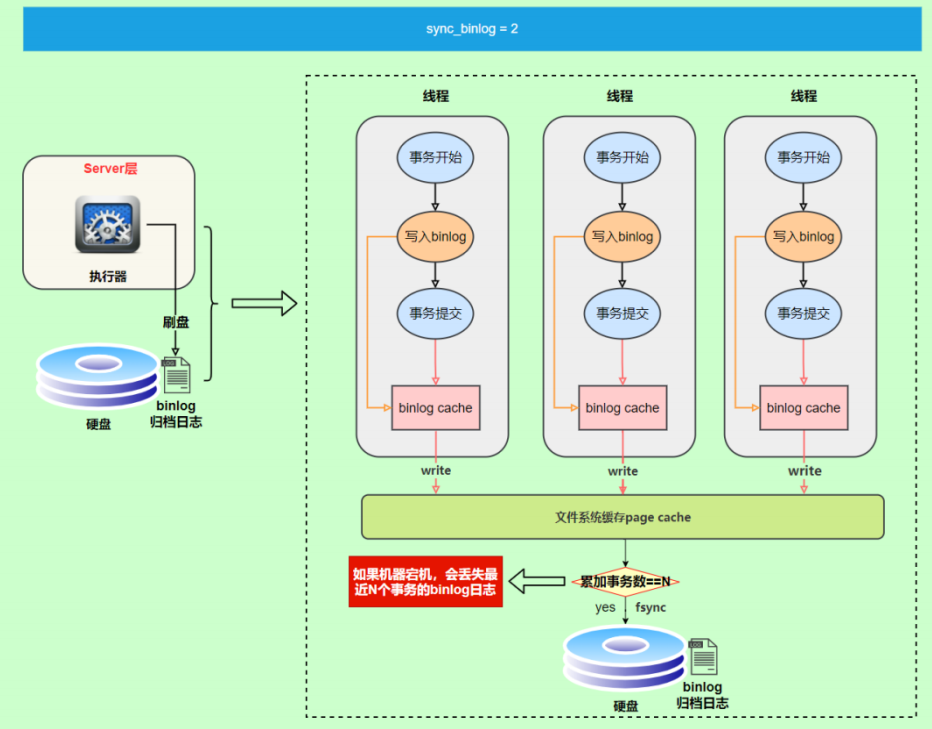 sync_binlog = 2
线程
线程
线程
Server层
执行器
刷盘
硬盘
LOG
binlog
归档日志
事务开始
写入binlog
事务提交
binlog cache
write
事务开始
写入binlog
事务提交
binlog cache
write
事务开始
写入binlog
事务提交
binlog cache
write
文件系统缓存page cache
如果机器宕机，会丢失最
近N个事务的binlog日志
累加事务数==N
yes
fsync
硬盘
LOG
binlog
归档日志